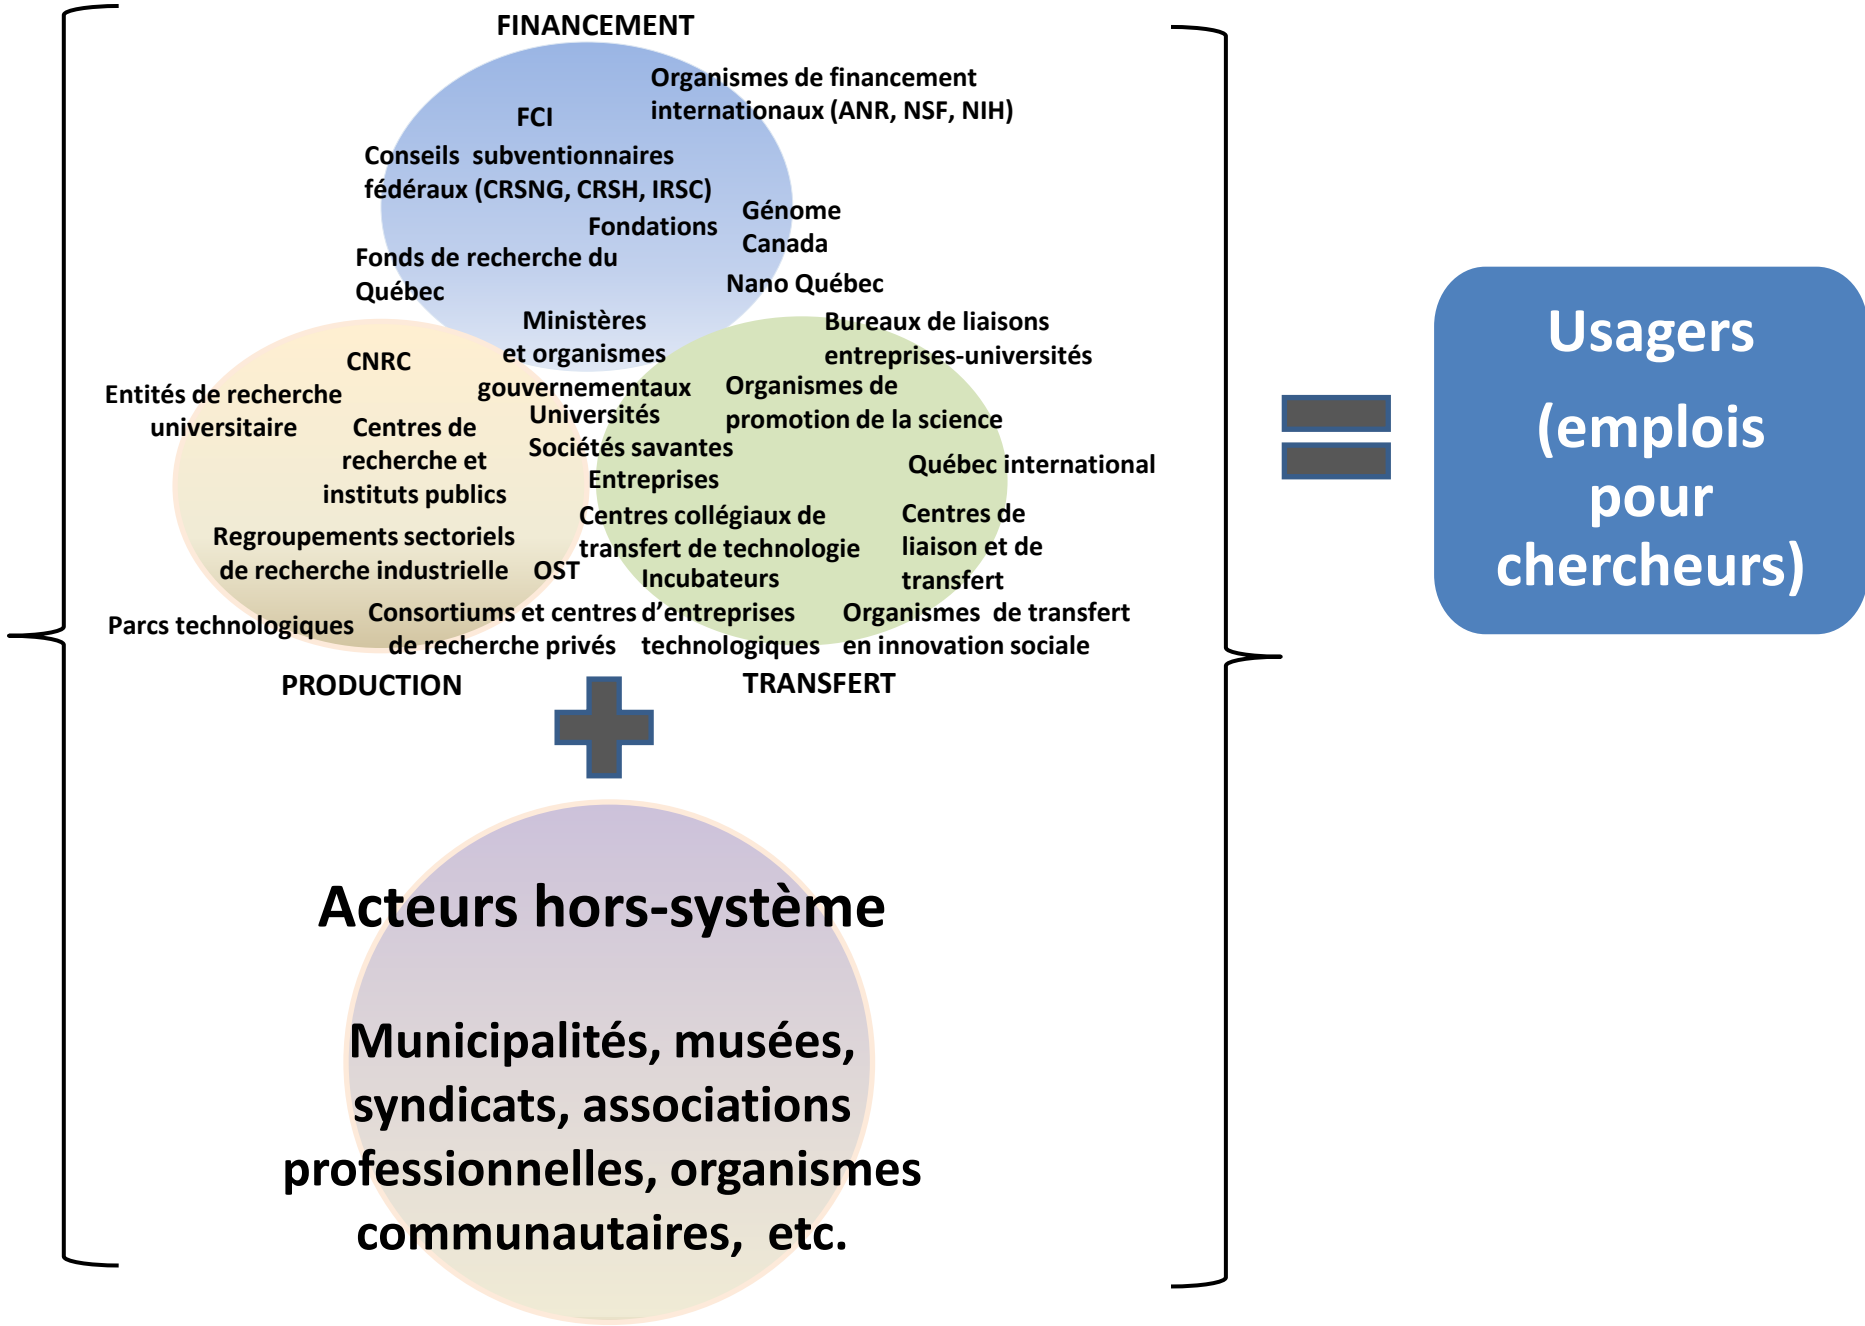 FINANCEMENT
Organismes de financement
internationaux (ANR, NSF, NIH)
FCI
Conseils subventionnaires
fédéraux (CRSNG, CRSH, IRSC)
Génome
Canada
Fondations
Fonds de recherche du
Québec
Nano Québec
Ministères
et organismes
gouvernementaux
Bureaux de liaisons
entreprises-universités
CNRC
Entités de recherche
universitaire
Organismes de
promotion de la science
Universités
Sociétés savantes
Entreprises
Centres de
recherche et
instituts publics
Québec international
Centres collégiaux de
transfert de technologie
Centres de
liaison et de
transfert
Regroupements sectoriels
de recherche industrielle
OST
Incubateurs
d’entreprises
technologiques
Parcs technologiques
Consortiums et centres
de recherche privés
Organismes de transfert
en innovation sociale
PRODUCTION
TRANSFERT
Acteurs hors-système
Municipalités, musées,
syndicats, associations
professionnelles, organismes
communautaires, etc.
Usagers
(emplois
pour
chercheurs)